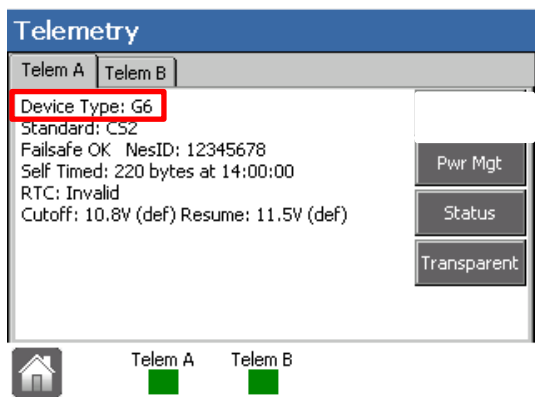 Telemetry
Telem A Telem B
Device Type: G6
Standard: CS2
Failsafe OK NesID: 12345678
Self Timed: 220 bytes at 14:00:00
RTC: Invalid
Cutoff: 10.8V (def) Resume: 11.5V (def)
Pwr Mgt
Status
Transparent
Telem A Telem B